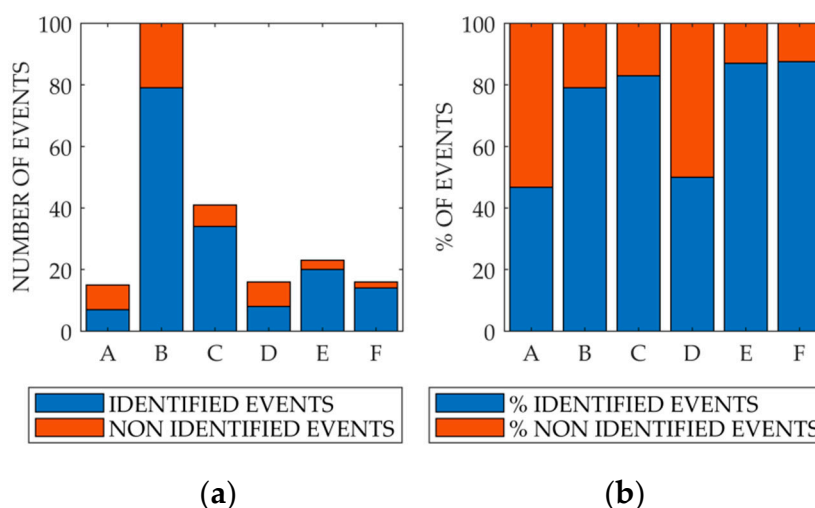 NUMBER OF EVENTS
100
80
60
40
20
0
A B C D E F
IDENTIFIED EVENTS
NON IDENTIFIED EVENTS
(a)
% OF EVENTS
100
80
60
40
20
0
A B C D E F
% IDENTIFIED EVENTS
% NON IDENTIFIED EVENTS
(b)